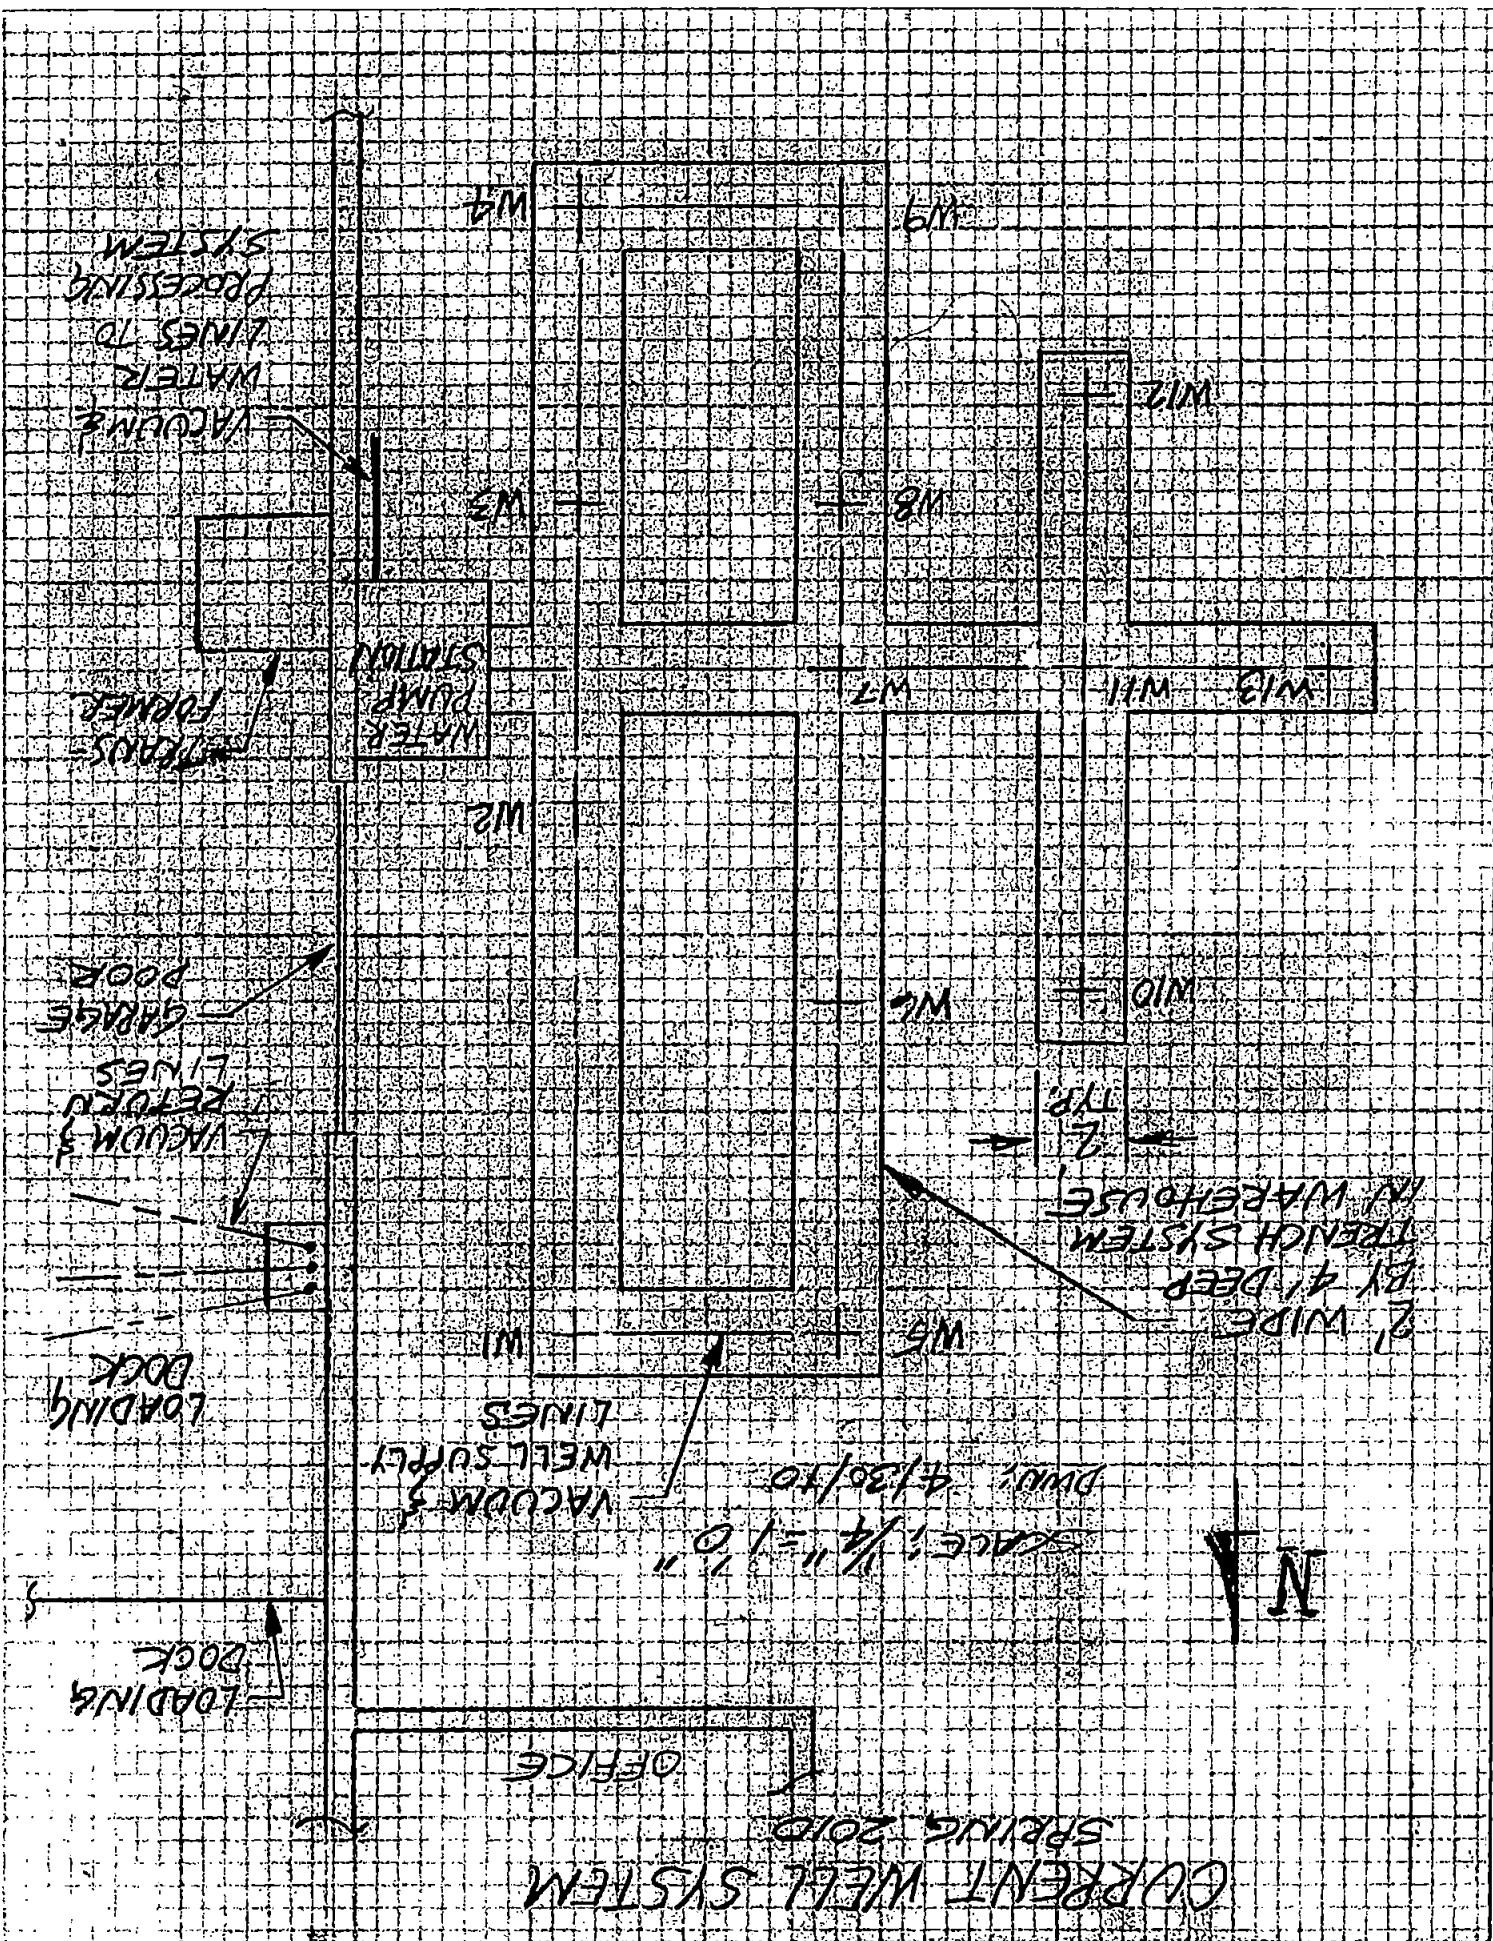 CURRENT WELL SYSTEM
SPRING 2010
OFFICE
LOADING
DOCK
N
SCALE: 1/4" = 1'0"
DWN: 4/30/10
VACUUM &
WELL SUPPLY
LINES
LOADING
DOCK
2' WIDE
BY 4' DEEP
TRENCH SYSTEM
IN WAREHOUSE
W5
W1
2'
TYP.
VACUUM &
RETURN
LINES
GARAGE
DOOR
W10
W6
W2
TRANS-
FORMER
WATER
PUMP
STATION
W13
W11
W7
W8
W3
VACUUM &
WATER
LINES TO
PROCESSING
SYSTEM
W12
W9
W4